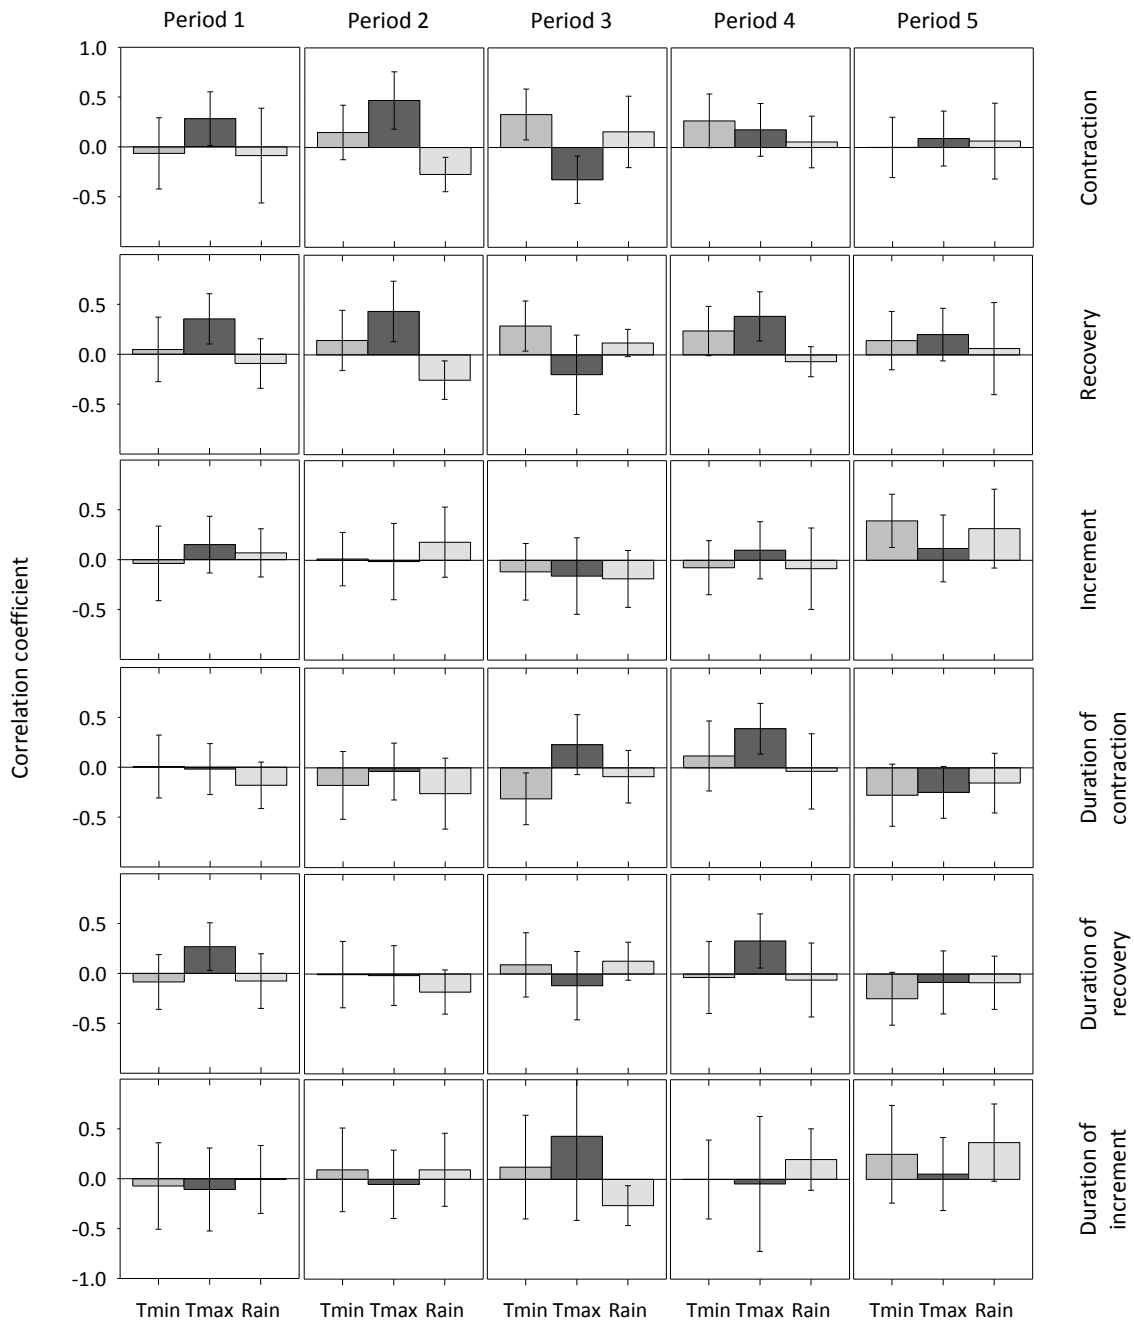 Period 1 Period 2 Period 3 Period 4 Period 5
1.0
0.5
0.0
-0.5
Contraction
0.5
0.0
-0.5
Recovery
0.5
0.0
-0.5
Increment
Correlation coefficient
0.5
0.0
-0.5
Duration of
contraction
0.5
0.0
-0.5
Duration of
recovery
0.5
0.0
-0.5
-1.0
Duration of
increment
Tmin Tmax Rain Tmin Tmax Rain Tmin Tmax Rain Tmin Tmax Rain Tmin Tmax Rain